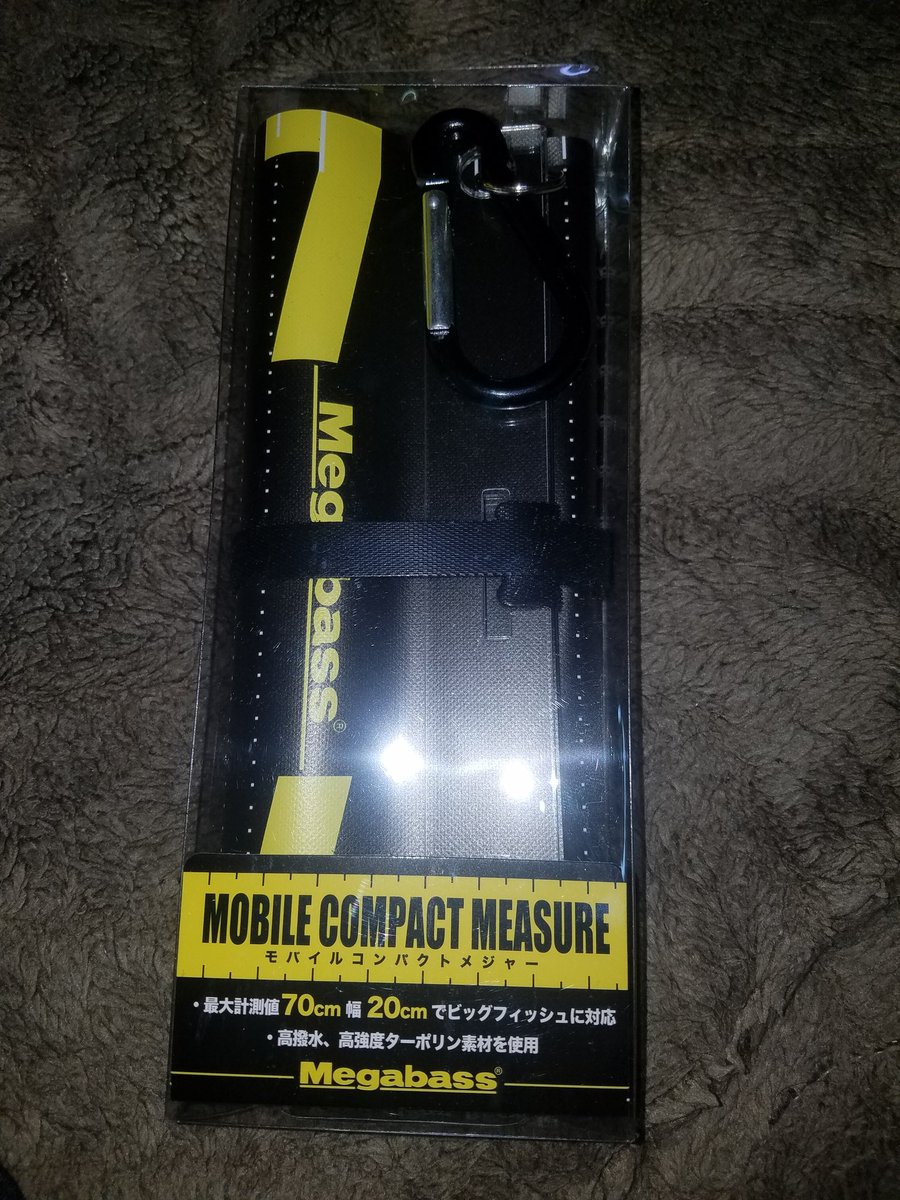 7
Megabass®
MOBILE COMPACT MEASURE
モバイルコンパクトメジャー
・最大計測値70cm 幅 20cmでビッグフィッシュに対応
・高撥水、高強度ターポリン素材を使用
Megabass®